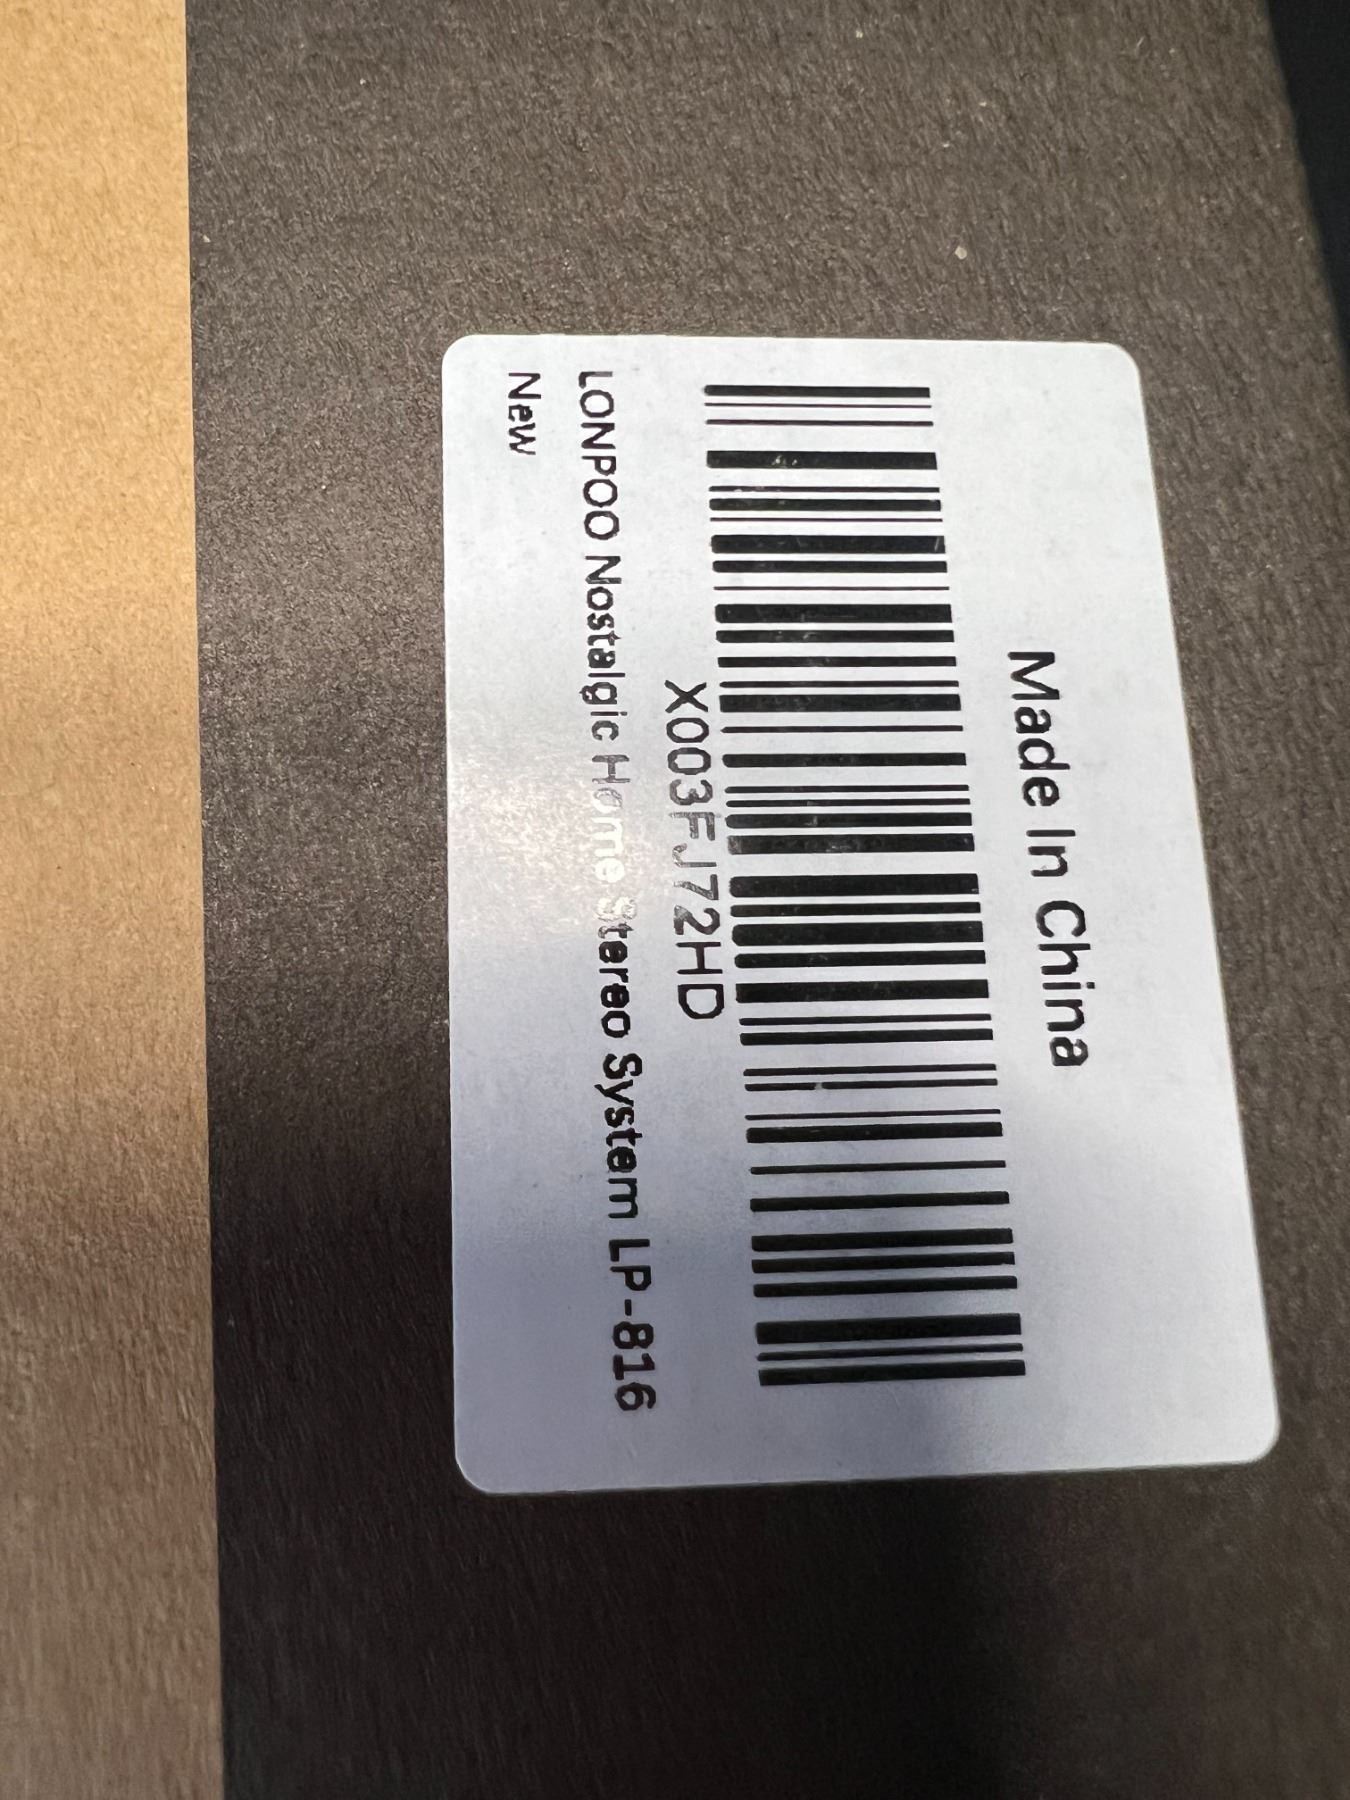 Made In China
X003FJ72HD
LONPOO Nostalgic Home Stereo System LP-816
New